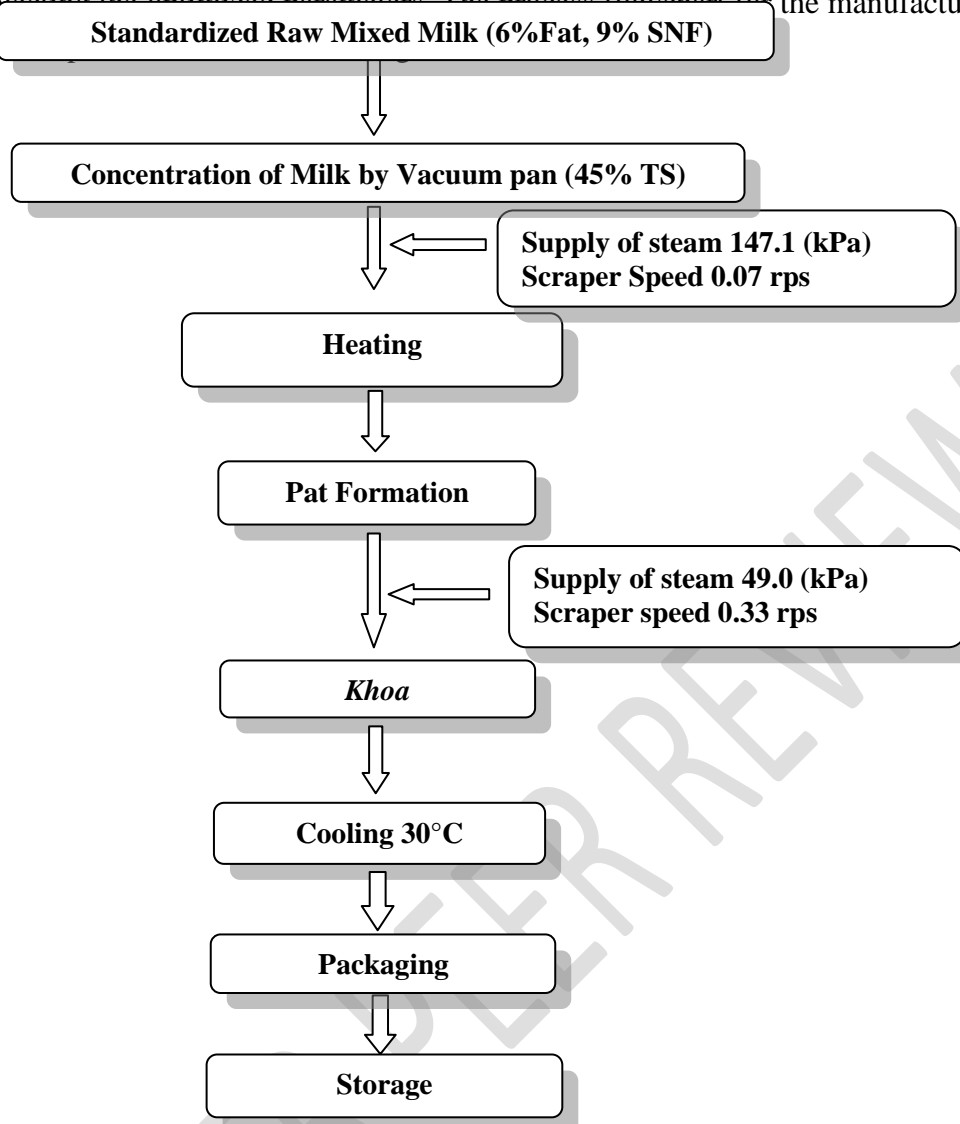 the manufactu
Standardized Raw Mixed Milk (6%Fat, 9% SNF)
Concentration of Milk by Vacuum pan (45% TS)
Supply of steam 147.1 (kPa)
Scraper Speed 0.07 rps
Heating
Pat Formation
Supply of steam 49.0 (kPa)
Scraper speed 0.33 rps
Khoa
Cooling 30°C
Packaging
Storage
PEER REVIEW